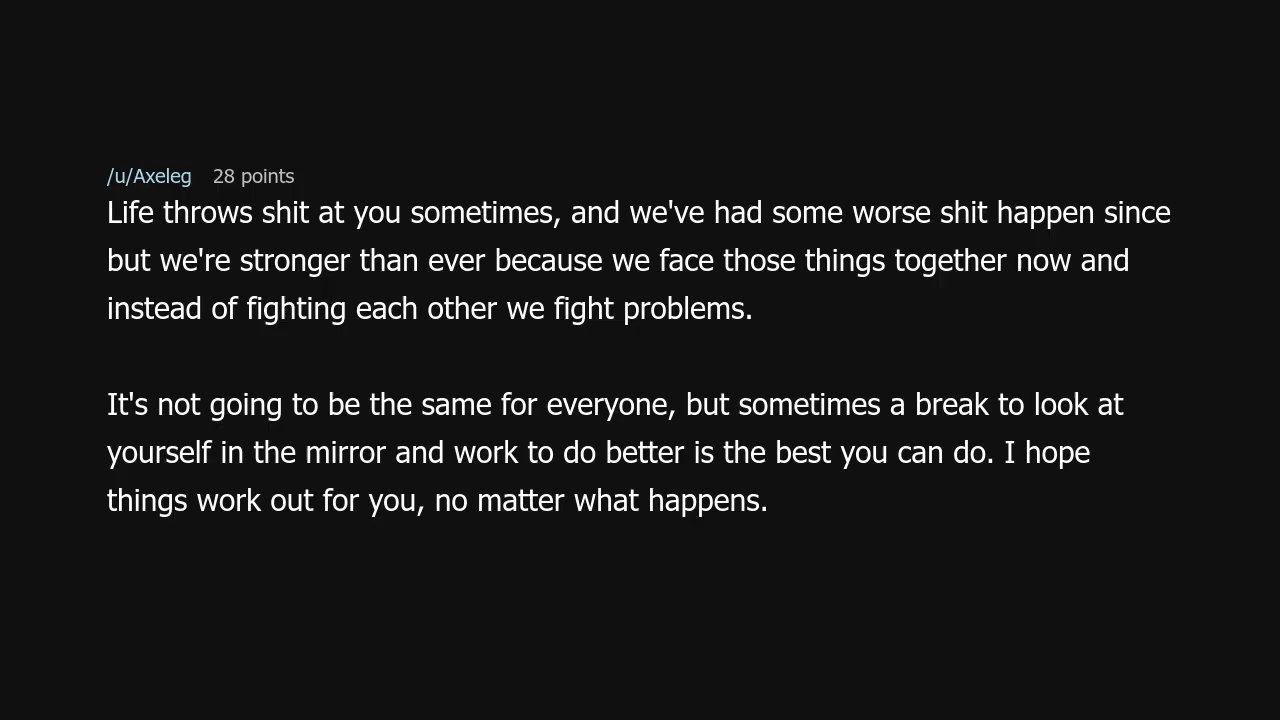 /u/Axeleg 28 points
Life throws shit at you sometimes, and we've had some worse shit happen since
but we're stronger than ever because we face those things together now and
instead of fighting each other we fight problems.
It's not going to be the same for everyone, but sometimes a break to look at
yourself in the mirror and work to do better is the best you can do. I hope
things work out for you, no matter what happens.